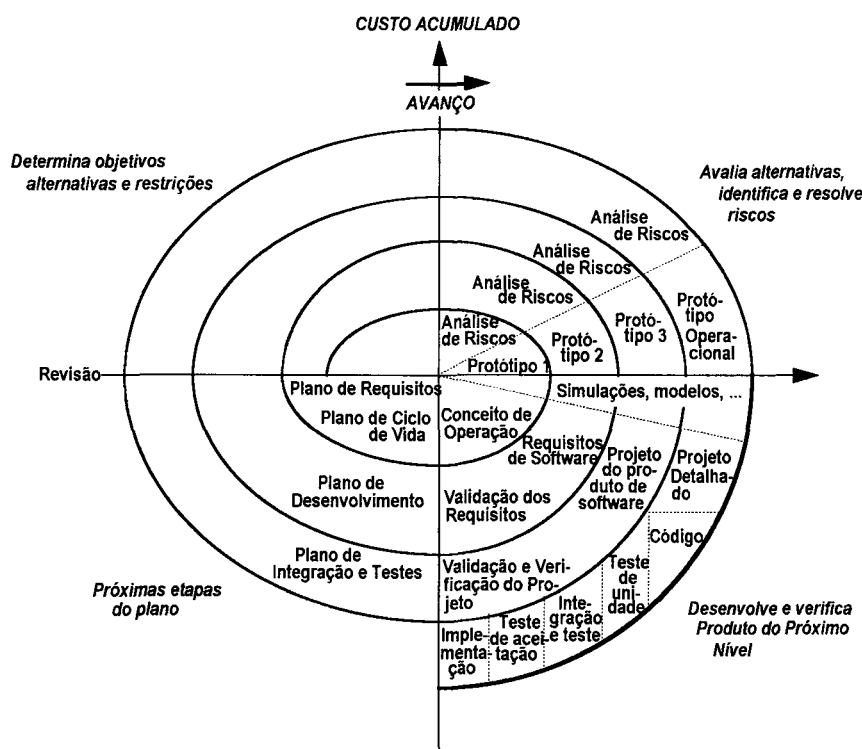 CUSTO ACUMULADO
AVANÇO
Determina objetivos
alternativas e restrições
Avalia alternativas,
identifica e resolve
riscos
Análise
de Riscos
Análise
de Riscos
Análise
de Riscos
Análise
de Riscos
Protó-
tipo
Operacional
Protó-
tipo 3
Protó-
tipo 2
Protótipo 1
Revisão
Simulações, modelos, ...
Plano de Requisitos
Plano de Ciclo
de Vida
Conceito de
Operação
Requisitos
de Software
Projeto
do pro-
duto de
software
Projeto
Detalha-
do
Plano de
Desenvolvimento
Validação dos
Requisitos
Código
Plano de
Integração e Testes
Validação e Veri-
ficação do Pro-
jeto
Teste
de
uni-
dade
Inte-
gração
e teste
Teste
de acei-
tação
Imple-
menta-
ção
Próximas etapas
do plano
Desenvolve e verifica
Produto do Próximo
Nível